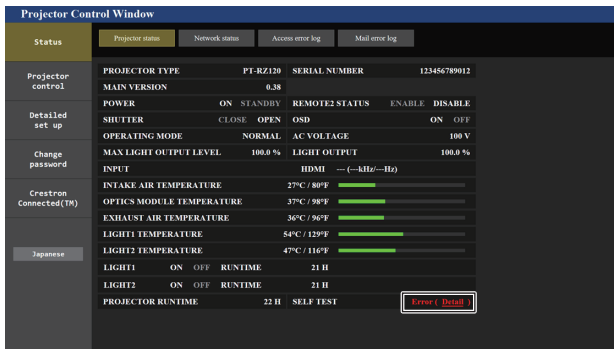 Projector Control Window
Status
Projector status
Network status
Access error log
Mail error log
Projector
control
Detailed
set up
Change
password
Crestron
Connected(TM)
Japanese
PROJECTOR TYPE PT-RZ120 SERIAL NUMBER 123456789012
MAIN VERSION 0.38
POWER ON STANDBY REMOTE2 STATUS ENABLE DISABLE
SHUTTER CLOSE OPEN OSD ON OFF
OPERATING MODE NORMAL AC VOLTAGE 100 V
MAX LIGHT OUTPUT LEVEL 100.0 % LIGHT OUTPUT 100.0 %
INPUT HDMI --- (---kHz/---Hz)
INTAKE AIR TEMPERATURE 27°C / 80°F
OPTICS MODULE TEMPERATURE 37°C / 98°F
EXHAUST AIR TEMPERATURE 36°C / 96°F
LIGHT1 TEMPERATURE 54°C / 129°F
LIGHT2 TEMPERATURE 47°C / 116°F
LIGHT1 ON OFF RUNTIME 21 H
LIGHT2 ON OFF RUNTIME 21 H
PROJECTOR RUNTIME 22 H SELF TEST Error ( Detail )